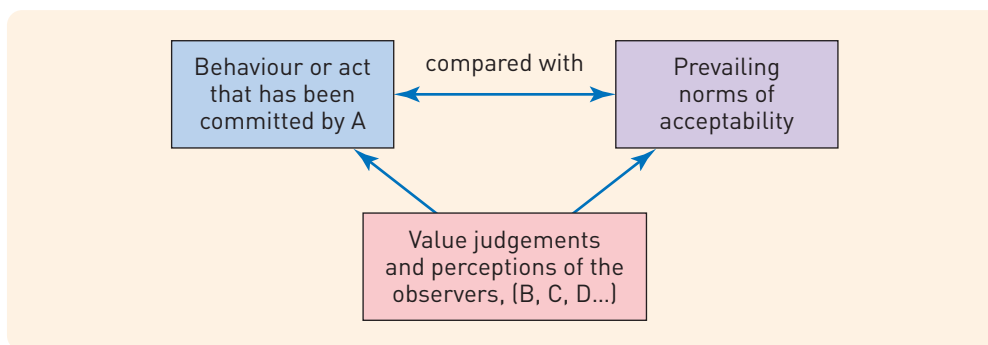 Behaviour or act
that has been
committed by A
compared with
Prevailing
norms of
acceptability
Value judgements
and perceptions of the
observers, (B, C, D...)